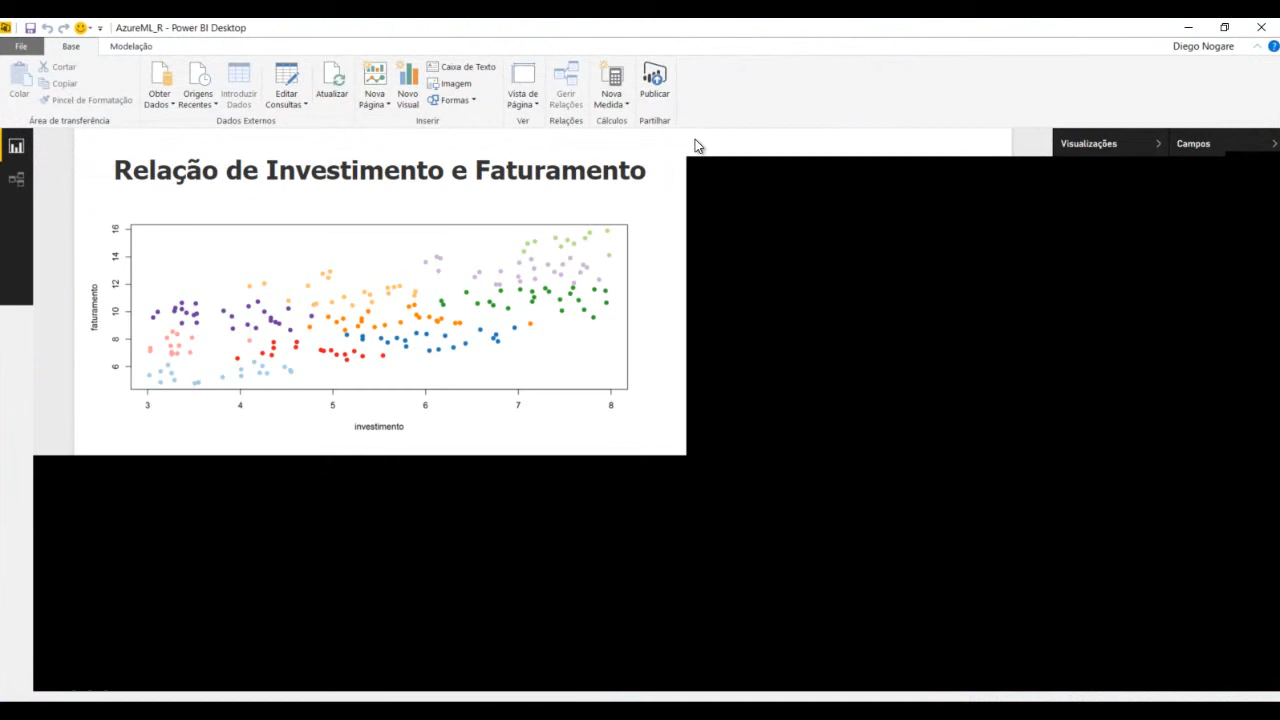 AzureML_R - Power BI Desktop
File Base Modelação Diego Nogare
Colar
Cortar
Copiar
Pincel de Formatação
Área de transferência
Obter Dados
Origens Recentes
Introduzir Dados
Editar Consultas
Atualizar
Dados Externos
Nova Página
Novo Visual
Caixa de Texto
Imagem
Formas
Inserir
Vista de Página
Ver
Gerir Relações
Relações
Nova Medida
Cálculos
Publicar
Partilhar
Visualizações
Campos
Relação de Investimento e Faturamento
faturamento
16
14
12
10
8
6
3 4 5 6 7 8
investimento